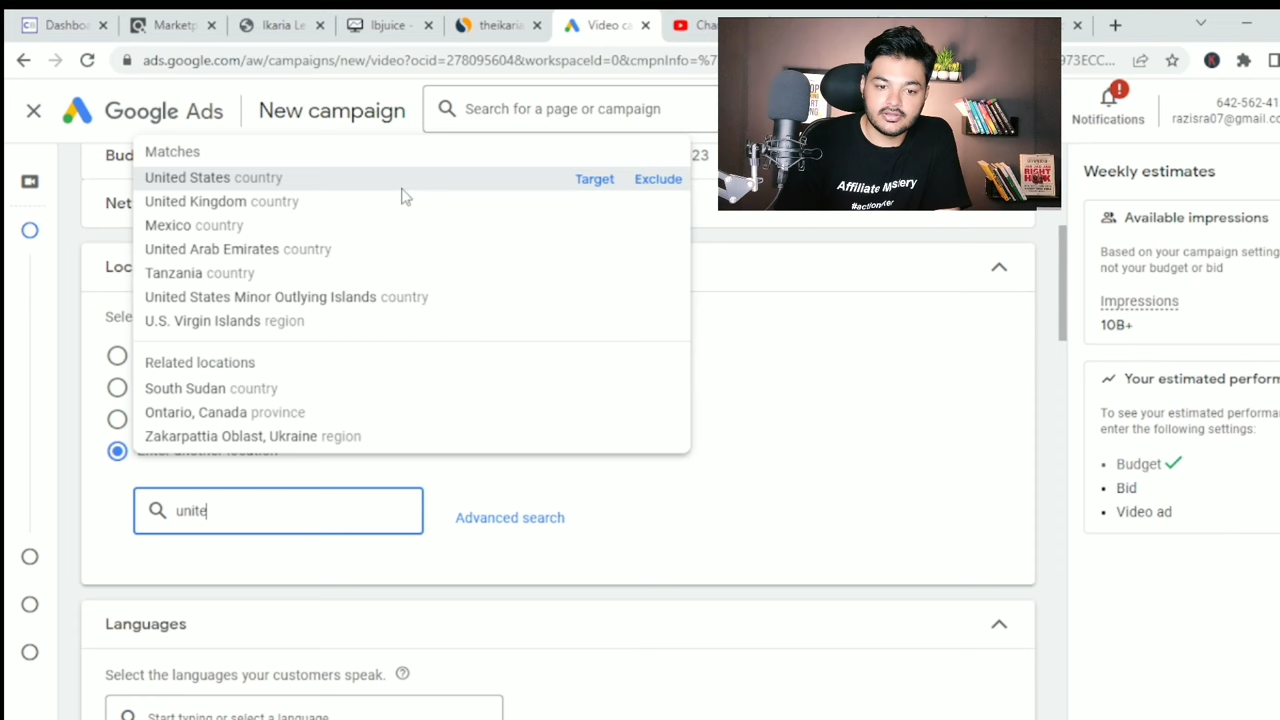 Dashbo
Marketp
Ikaria Le
lbjuice -
theikaria
Video ca
Cha
ads.google.com/aw/campaigns/new/video?ocid=278095604&workspaceId=0&cmpnInfo=%7
973ECC...
Google Ads
New campaign
Search for a page or campaign
Notifications
642-562-41
razisra07@gmail.co
Affiliate Mastery
Bud
23
Net
Matches
United States country
Target
Exclude
United Kingdom country
Mexico country
United Arab Emirates country
Tanzania country
United States Minor Outlying Islands country
U.S. Virgin Islands region
Related locations
South Sudan country
Ontario, Canada province
Zakarpattia Oblast, Ukraine region
Loc
Sele
Enter another location
unite
Advanced search
Languages
Select the languages your customers speak.
Start typing or select a language
Weekly estimates
Available impressions
Based on your campaign setting
not your budget or bid
Impressions
10B+
Your estimated perform
To see your estimated performa
enter the following settings:
Budget
Bid
Video ad